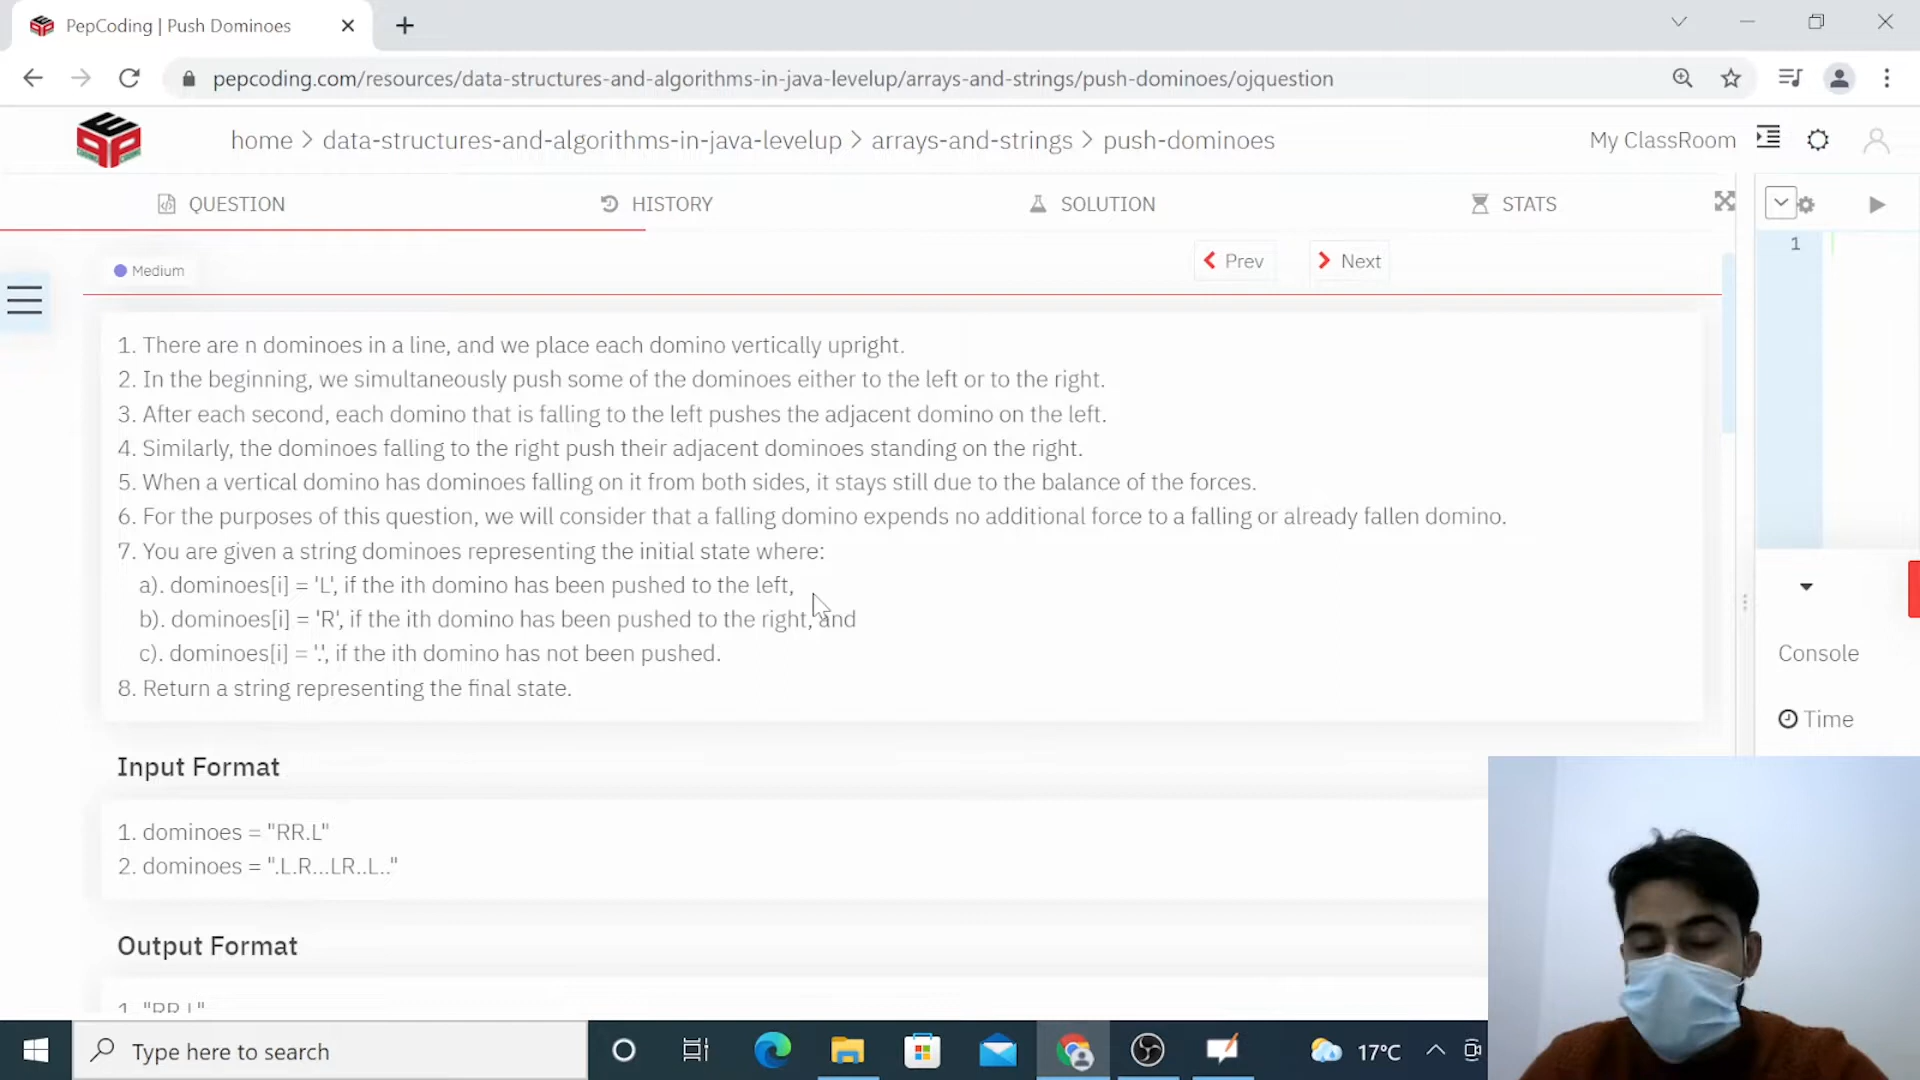 PepCoding | Push Dominoes
pepcoding.com/resources/data-structures-and-algorithms-in-java-levelup/arrays-and-strings/push-dominoes/ojquestion
home > data-structures-and-algorithms-in-java-levelup > arrays-and-strings > push-dominoes
My ClassRoom
QUESTION
HISTORY
SOLUTION
STATS
Medium
Prev
Next
1
1. There are n dominoes in a line, and we place each domino vertically upright.
2. In the beginning, we simultaneously push some of the dominoes either to the left or to the right.
3. After each second, each domino that is falling to the left pushes the adjacent domino on the left.
4. Similarly, the dominoes falling to the right push their adjacent dominoes standing on the right.
5. When a vertical domino has dominoes falling on it from both sides, it stays still due to the balance of the forces.
6. For the purposes of this question, we will consider that a falling domino expends no additional force to a falling or already fallen domino.
7. You are given a string dominoes representing the initial state where:
a). dominoes[i] = 'L', if the ith domino has been pushed to the left,
b). dominoes[i] = 'R', if the ith domino has been pushed to the right, and
c). dominoes[i] = '.', if the ith domino has not been pushed.
8. Return a string representing the final state.
Console
Time
Input Format
1. dominoes = "RR.L"
2. dominoes = ".L.R...LR..L.."
Output Format
1. "RR.L"
Type here to search
17°C